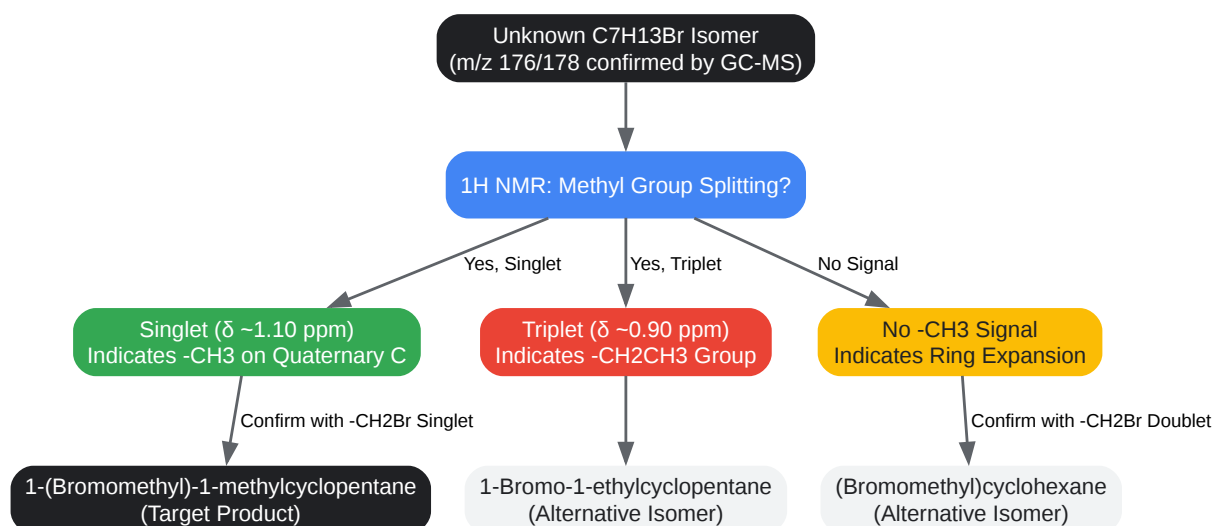 Unknown C7H13Br Isomer
(m/z 176/178 confirmed by GC-MS)
1H NMR: Methyl Group Splitting?
Yes, Singlet
Yes, Triplet
No Signal
Singlet (δ ~1.10 ppm)
Indicates -CH3 on Quaternary C
Triplet (δ ~0.90 ppm)
Indicates -CH2CH3 Group
No -CH3 Signal
Indicates Ring Expansion
Confirm with -CH2Br Singlet
Confirm with -CH2Br Doublet
1-(Bromomethyl)-1-methylcyclopentane
(Target Product)
1-Bromo-1-ethylcyclopentane
(Alternative Isomer)
(Bromomethyl)cyclohexane
(Alternative Isomer)